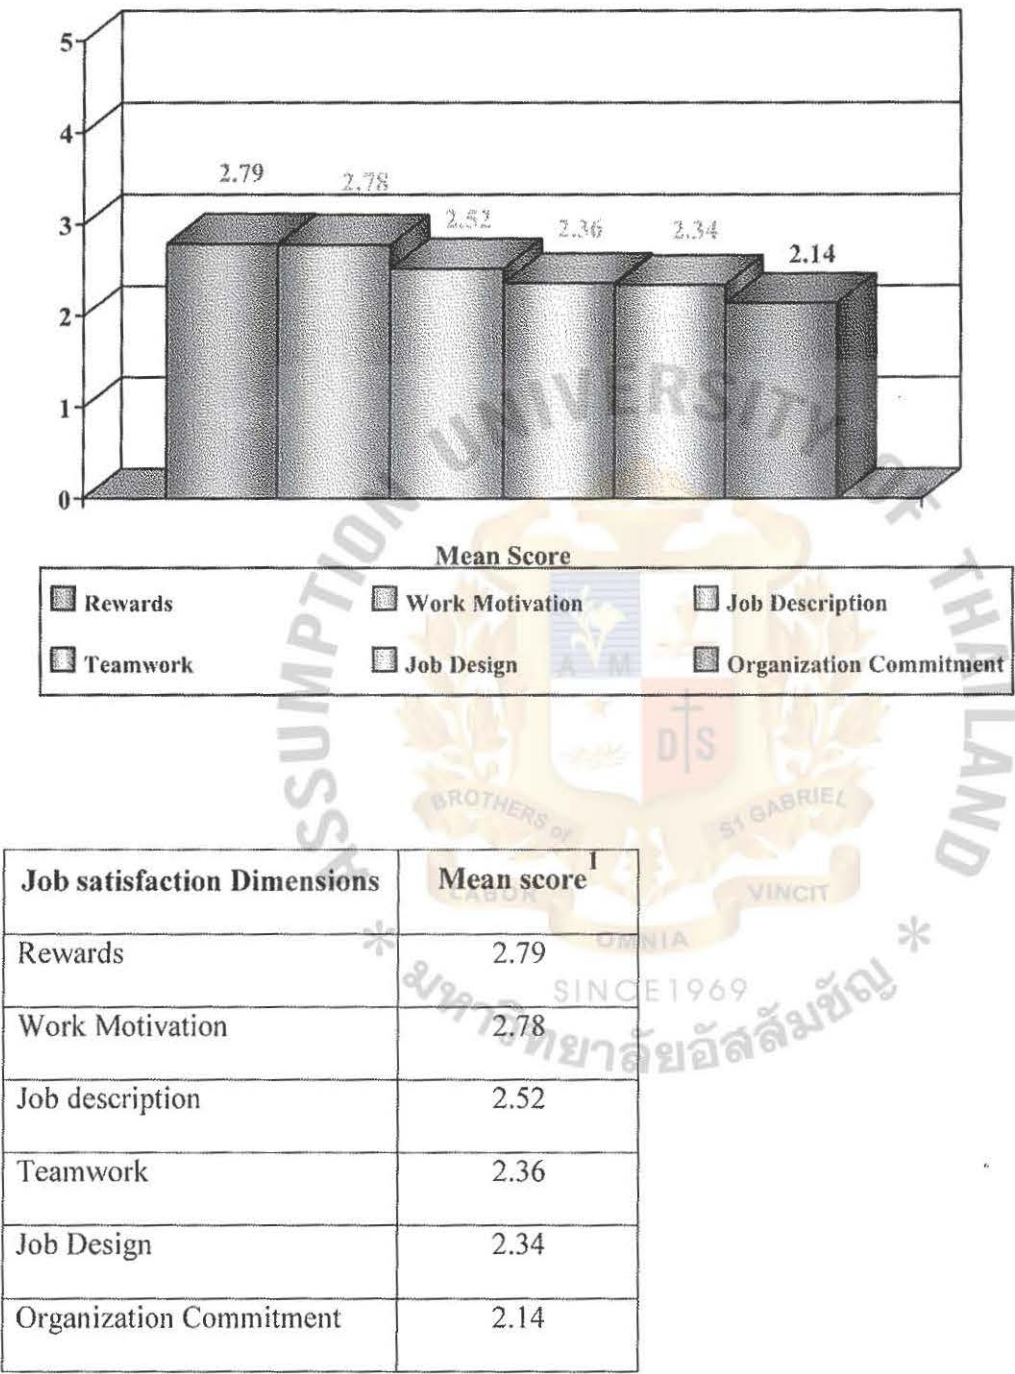 5
4
3
2
1
0
2.79
2.78
2.52
2.36
2.34
2.14
Mean Score
Rewards Work Motivation Job Description
Teamwork Job Design Organization Commitment
ASSUMPTION UNIVERSITY OF THAILAND
A M
D S
BROTHERS of ST GABRIEL
LABOR OMNIA VINCIT
SINCE1969
* มหาวิทยาลัยอัสสัมชัญ *
Job satisfaction Dimensions Mean score 1
Rewards 2.79
Work Motivation 2.78
Job description 2.52
Teamwork 2.36
Job Design 2.34
Organization Commitment 2.14